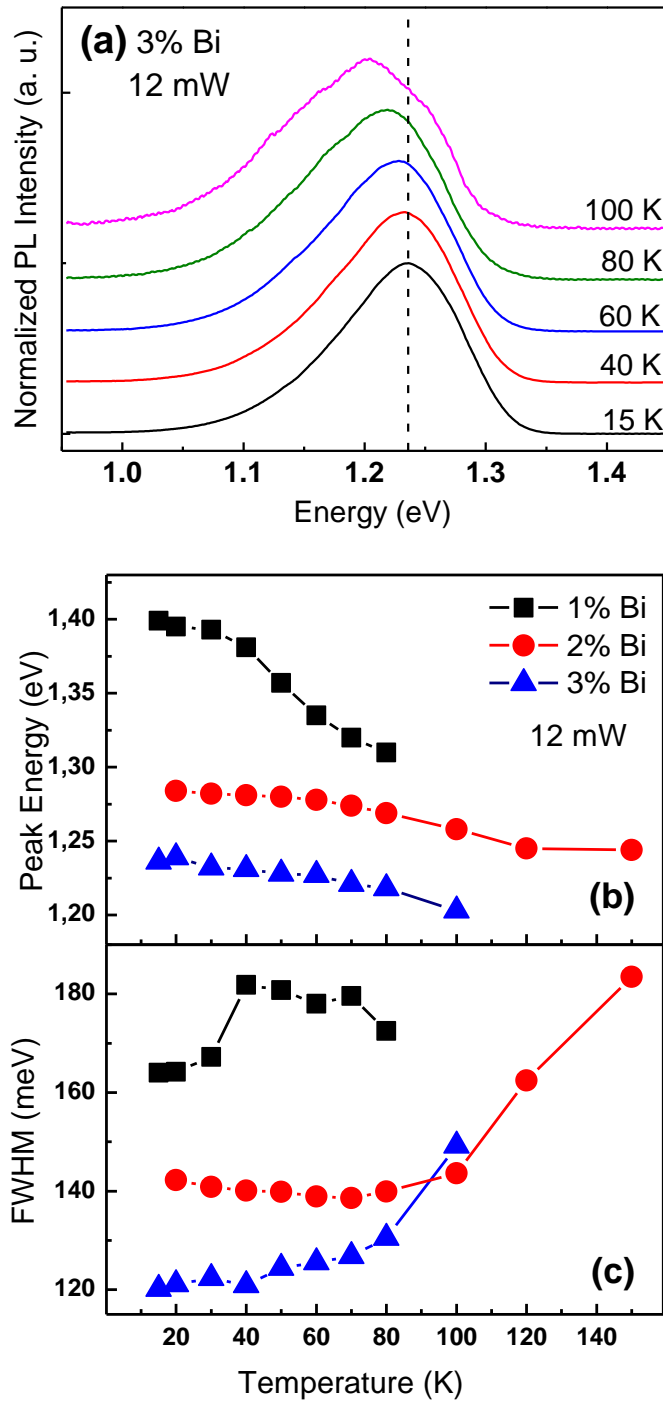 (a) 3% Bi
12 mW
Normalized PL Intensity (a. u.)
100 K
80 K
60 K
40 K
15 K
1.0 1.1 1.2 1.3 1.4
Energy (eV)
1,40
1,35
1,30
1,25
1,20
Peak Energy (eV)
1% Bi
2% Bi
3% Bi
12 mW
(b)
180
160
140
120
FWHM (meV)
(c)
20 40 60 80 100 120 140
Temperature (K)